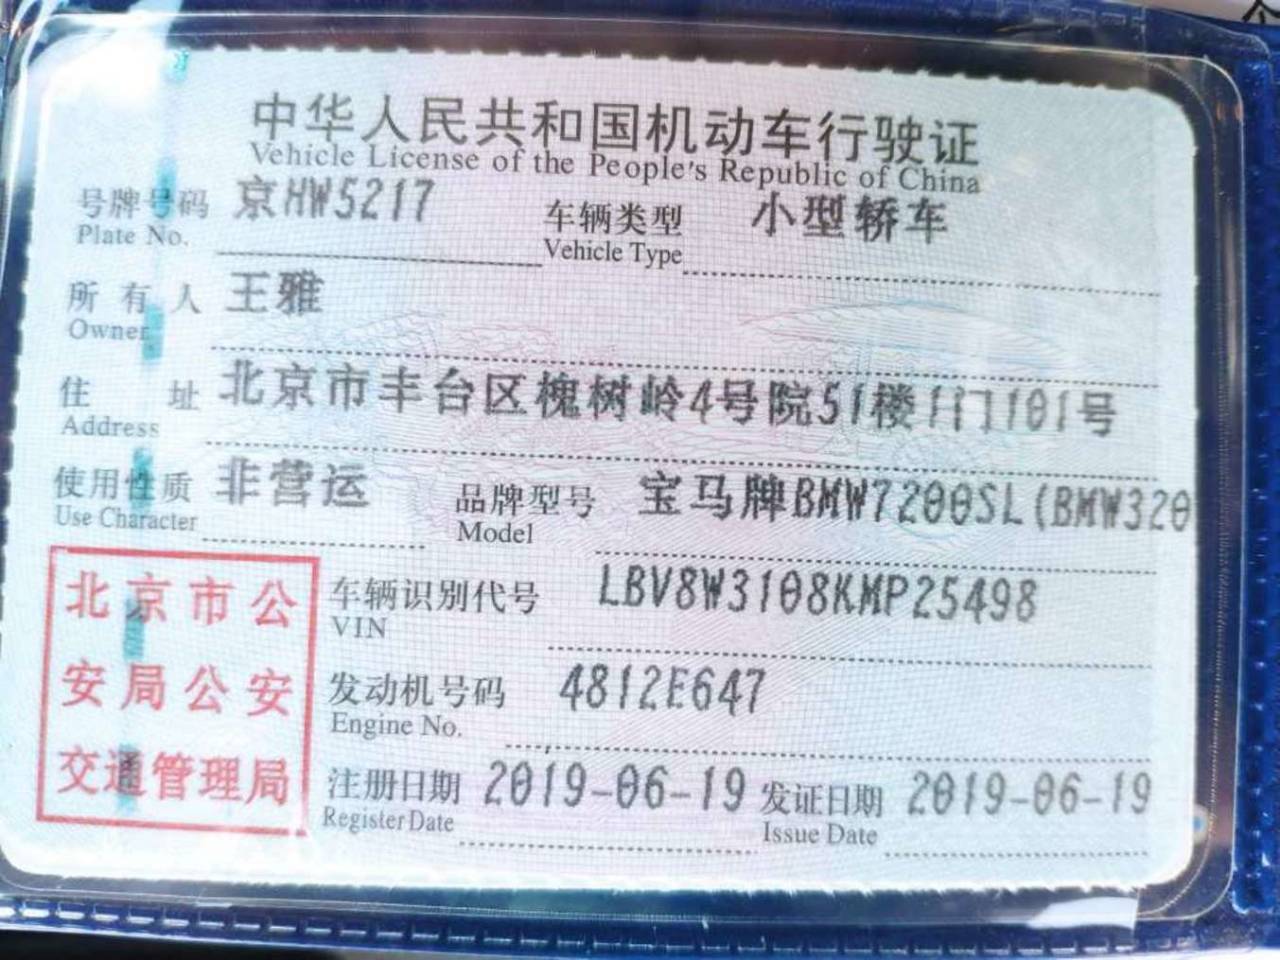 中华人民共和国机动车行驶证
Vehicle License of the People's Republic of China
号牌号码 京HW5217 车辆类型 小型轿车
Plate No. Vehicle Type
所有人 王雅
Owner
住址 北京市丰台区槐树岭4号院51楼1门101号
Address
使用性质 非营运 品牌型号 宝马牌BMW7200SL(BMW320
Use Character Model
北京市公
安局公安
交通管理局
车辆识别代号 LBV8W3108KMP25498
VIN
发动机号码 4812E647
Engine No.
注册日期 2019-06-19 发证日期 2019-06-19
Register Date Issue Date